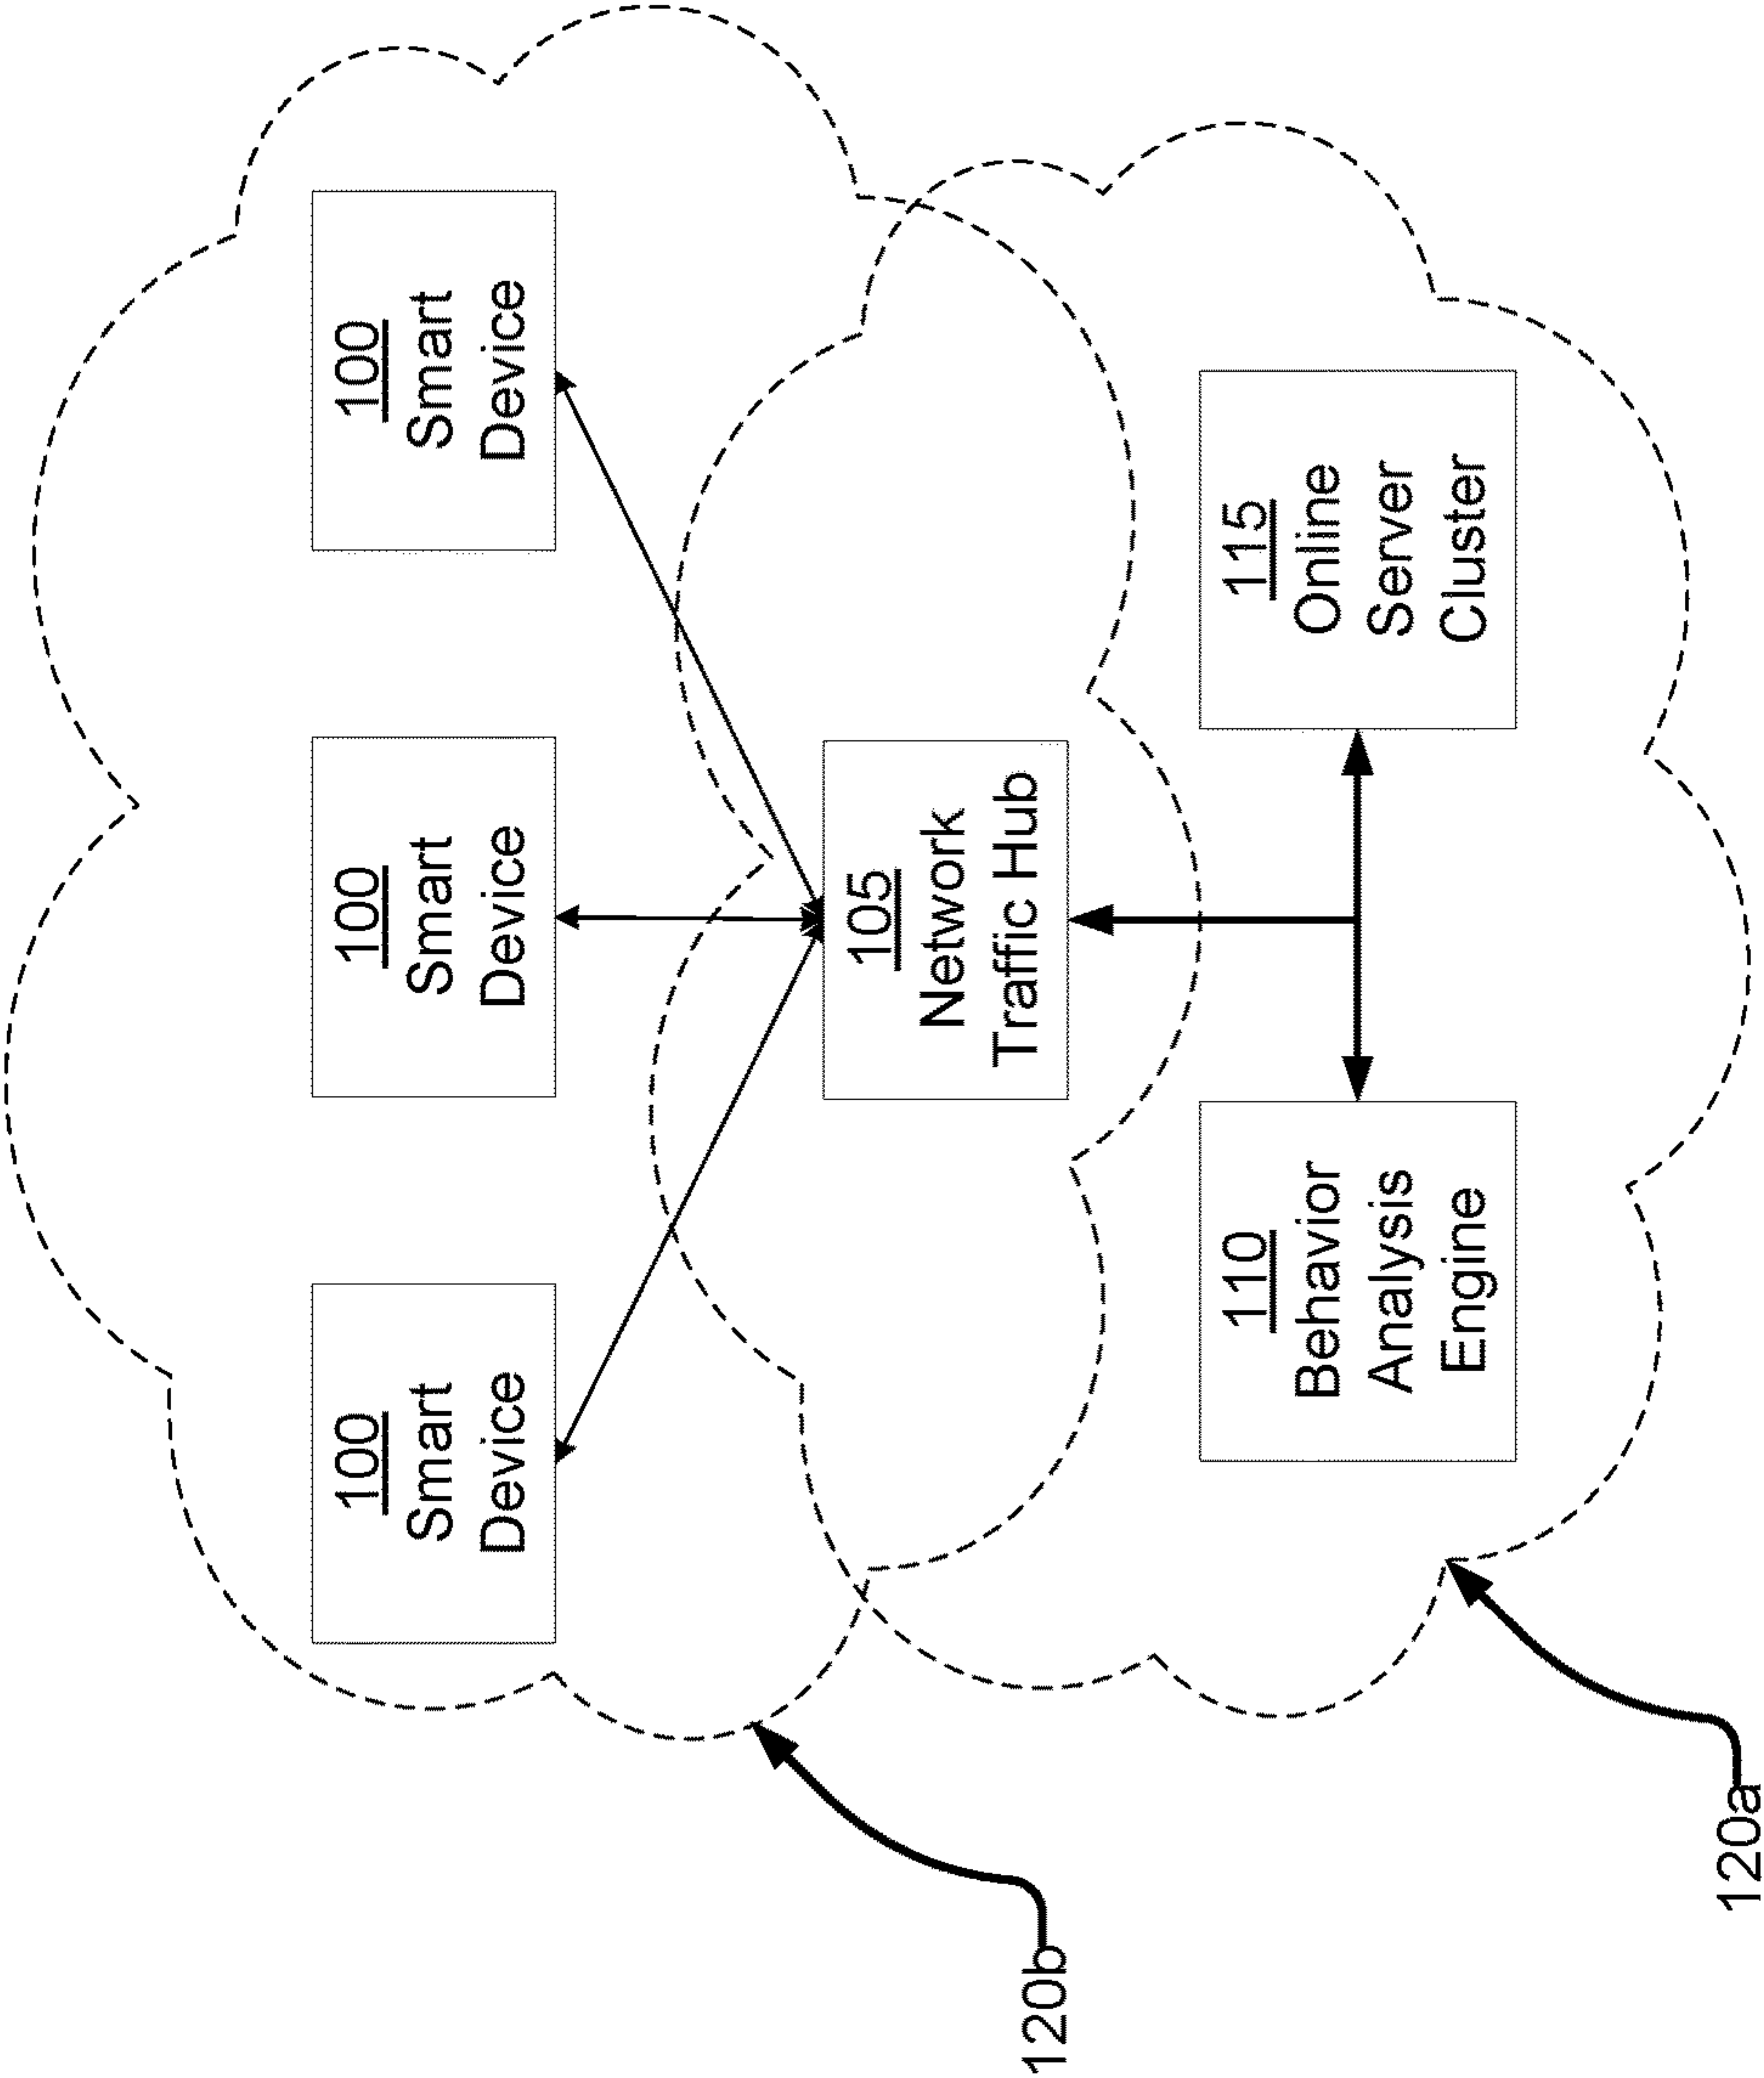 100
Smart
Device
100
Smart
Device
100
Smart
Device
105
Network
Traffic Hub
110
Behavior
Analysis
Engine
115
Online
Server
Cluster
120b
120a